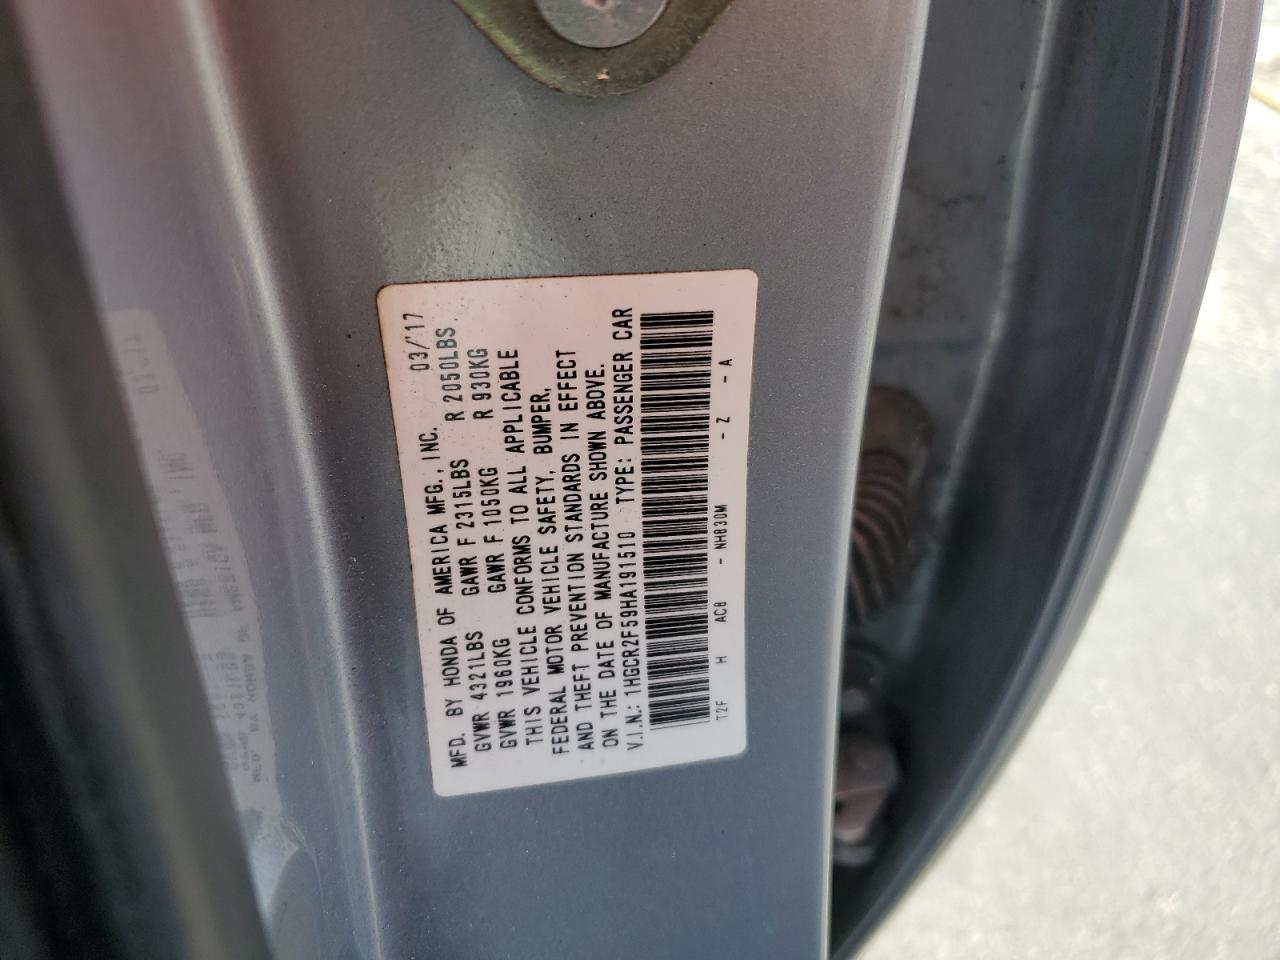 MFD. BY HONDA OF AMERICA MFG., INC. 03/'17
GVWR 4321LBS GAWR F 2315LBS R 2050LBS
GVWR 1960KG GAWR F 1050KG R 930KG
THIS VEHICLE CONFORMS TO ALL APPLICABLE
FEDERAL MOTOR VEHICLE SAFETY, BUMPER,
AND THEFT PREVENTION STANDARDS IN EFFECT
ON THE DATE OF MANUFACTURE SHOWN ABOVE.
V.I.N.: 1HGCR2F59HA191510 TYPE: PASSENGER CAR
T2F H AC8 - NH830M - Z - A